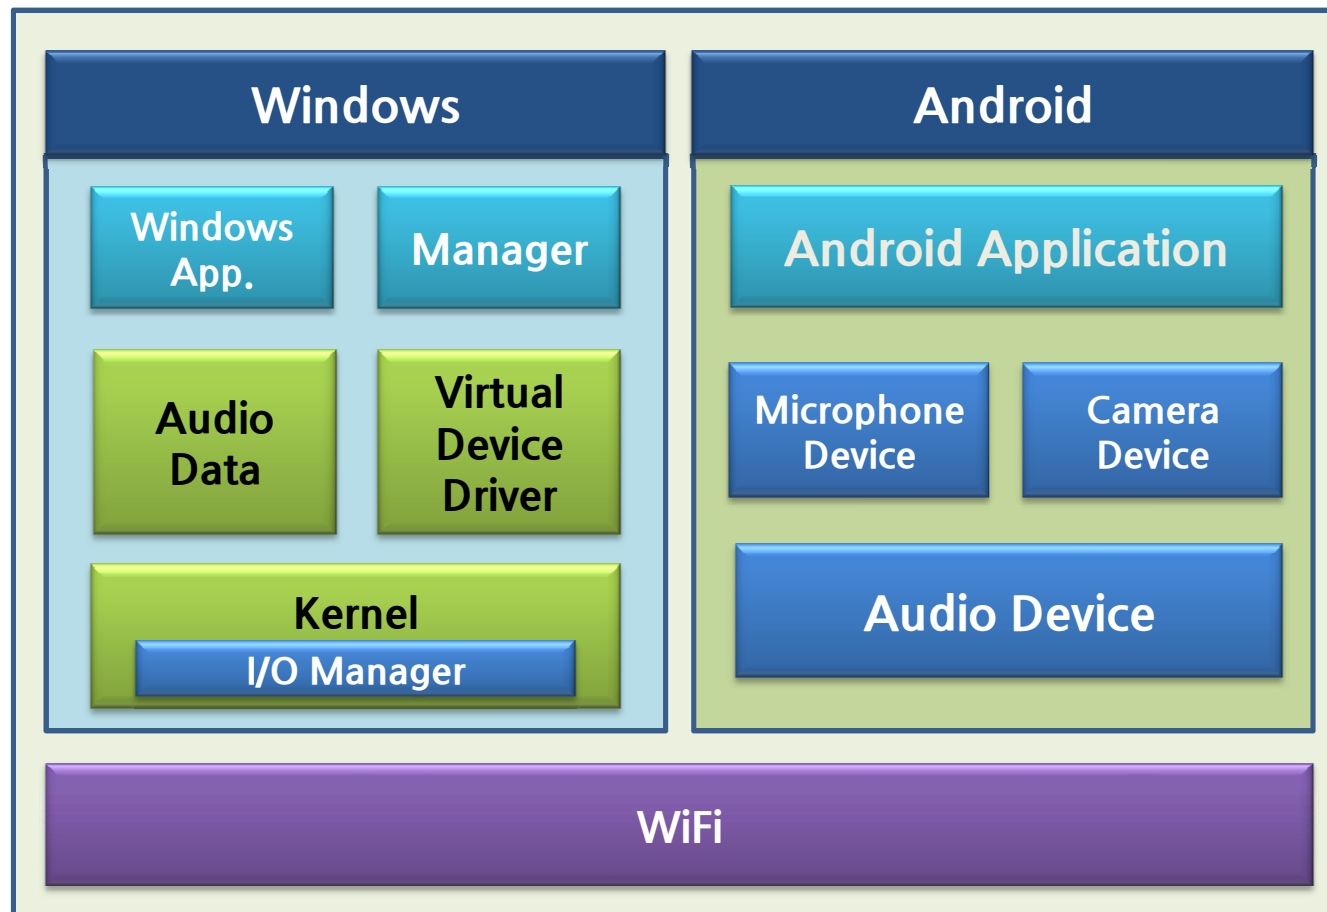 Windows
Android
Windows
App.
Manager
Android Application
Audio
Data
Virtual
Device
Driver
Microphone
Device
Camera
Device
Kernel
I/O Manager
Audio Device
WiFi